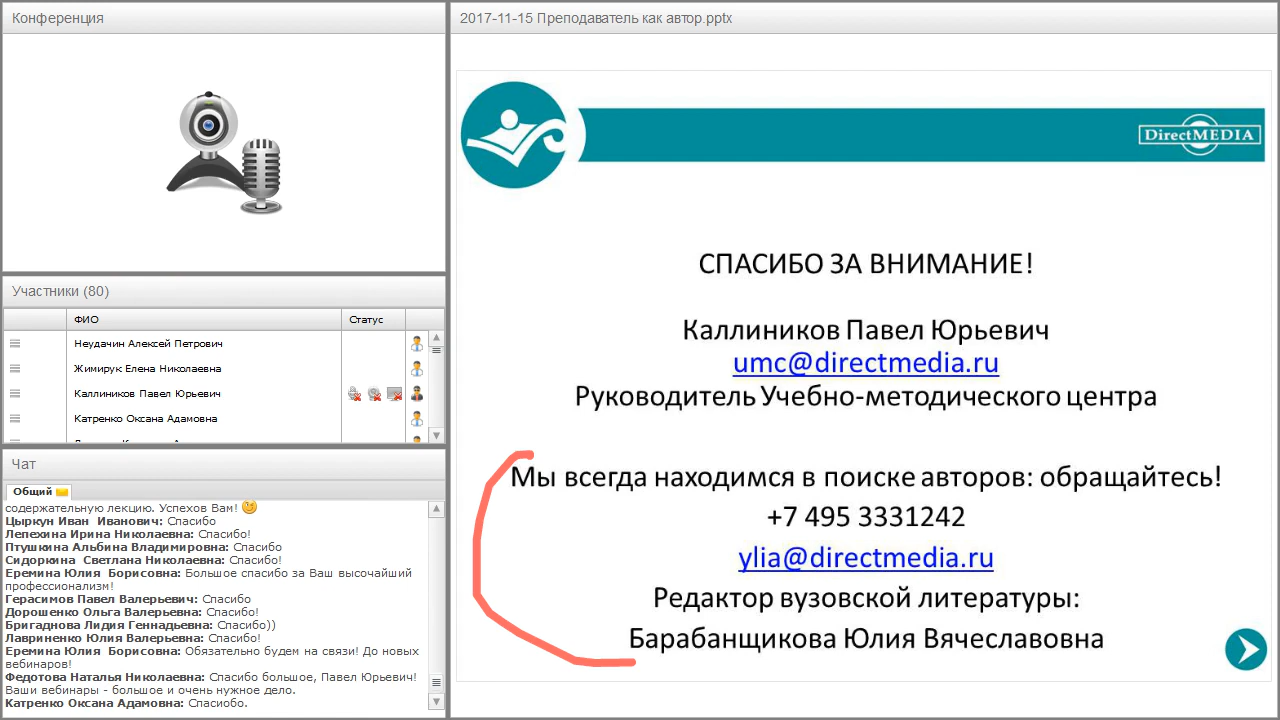 Конференция
Участники (80)
ФИО Статус
Неудачин Алексей Петрович
Жимирук Елена Николаевна
Каллиников Павел Юрьевич
Катренко Оксана Адамовна
Чат
Общий
содержательную лекцию. Успехов Вам!
Цыркун Иван Иванович: Спасибо
Лепехина Ирина Николаевна: Спасибо!
Птушкина Альбина Владимировна: Спасибо
Сидоркина Светлана Николаевна: Спасибо!
Еремина Юлия Борисовна: Большое спасибо за Ваш высочайший
профессионализм!
Герасимов Павел Валерьевич: Спасибо
Дорошенко Ольга Валерьевна: Спасибо!
Бригаднова Лидия Геннадьевна: Спасибо))
Лавриненко Юлия Валерьевна: Спасибо!
Еремина Юлия Борисовна: Обязательно будем на связи! До новых
вебинаров!
Федотова Наталья Николаевна: Спасибо большое, Павел Юрьевич!
Ваши вебинары - большое и очень нужное дело.
Катренко Оксана Адамовна: Спасиобо.
2017-11-15 Преподаватель как автор.pptx
DirectMEDIA
СПАСИБО ЗА ВНИМАНИЕ!
Каллиников Павел Юрьевич
umc@directmedia.ru
Руководитель Учебно-методического центра
Мы всегда находимся в поиске авторов: обращайтесь!
+7 495 3331242
ylia@directmedia.ru
Редактор вузовской литературы:
Барабанщикова Юлия Вячеславовна